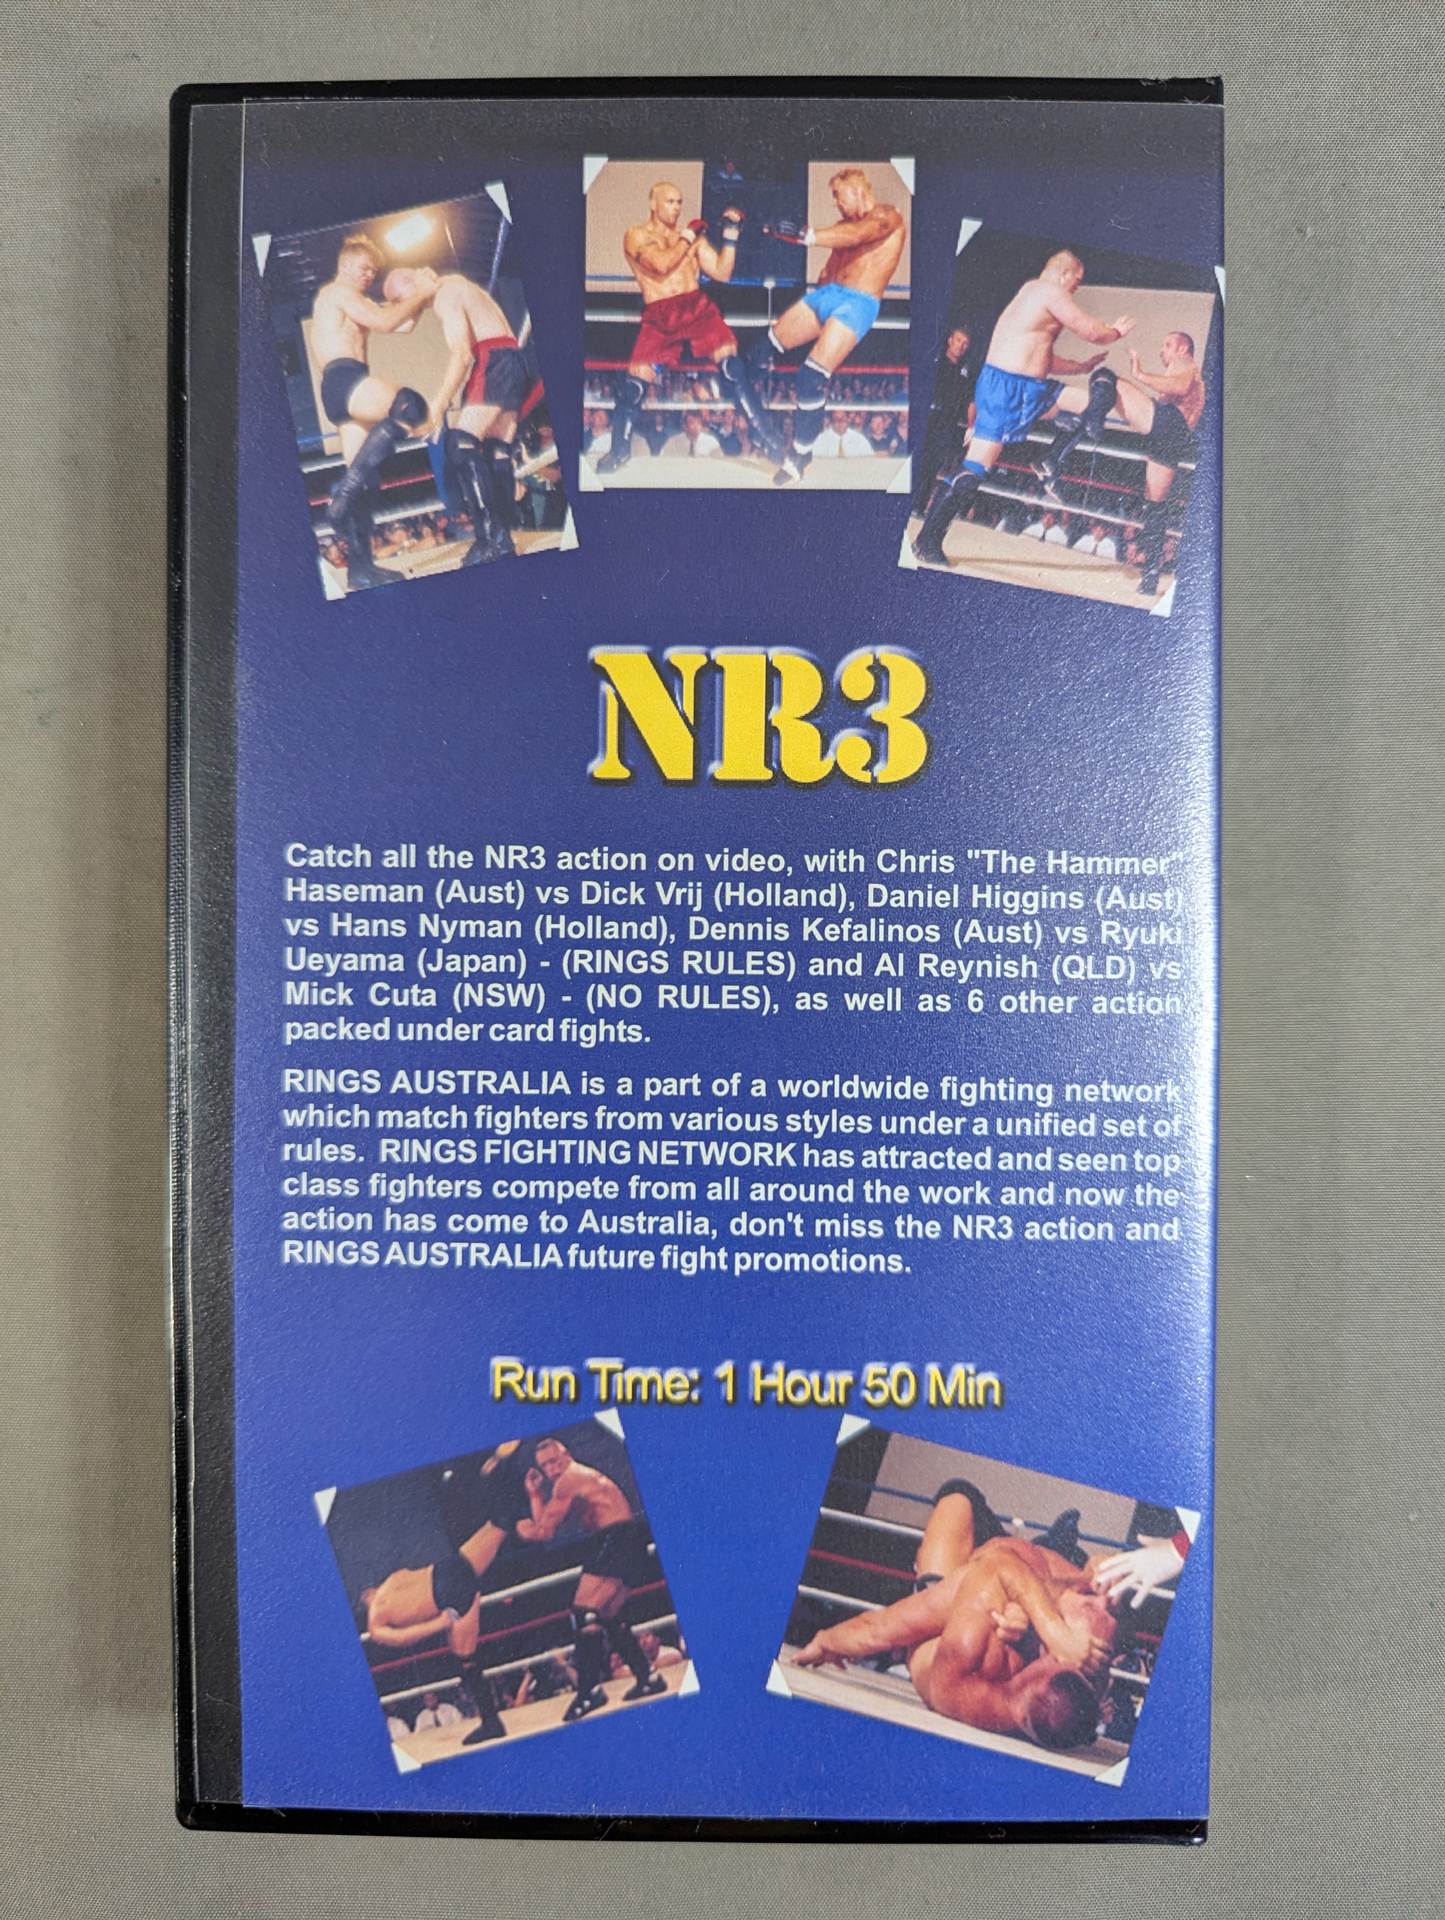 NR3
Catch all the NR3 action on video, with Chris "The Hammer"
Haseman (Aust) vs Dick Vrij (Holland), Daniel Higgins (Aust)
vs Hans Nyman (Holland), Dennis Kefalinos (Aust) vs Ryuki
Ueyama (Japan) - (RINGS RULES) and Al Reynish (QLD) vs
Mick Cuta (NSW) - (NO RULES), as well as 6 other action
packed under card fights.
RINGS AUSTRALIA is a part of a worldwide fighting network
which match fighters from various styles under a unified set of
rules. RINGS FIGHTING NETWORK has attracted and seen top
class fighters compete from all around the work and now the
action has come to Australia, don't miss the NR3 action and
RINGS AUSTRALIA future fight promotions.
Run Time: 1 Hour 50 Min